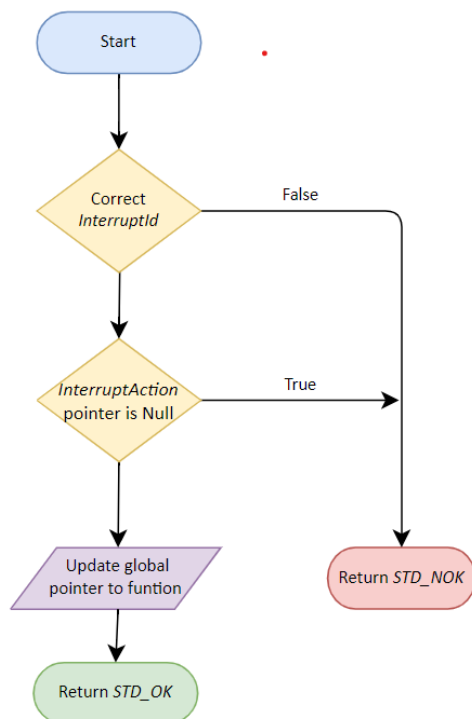 Start
Correct
InterruptId
False
InterruptAction
pointer is Null
True
Update global
pointer to funtion
Return STD_NOK
Return STD_OK